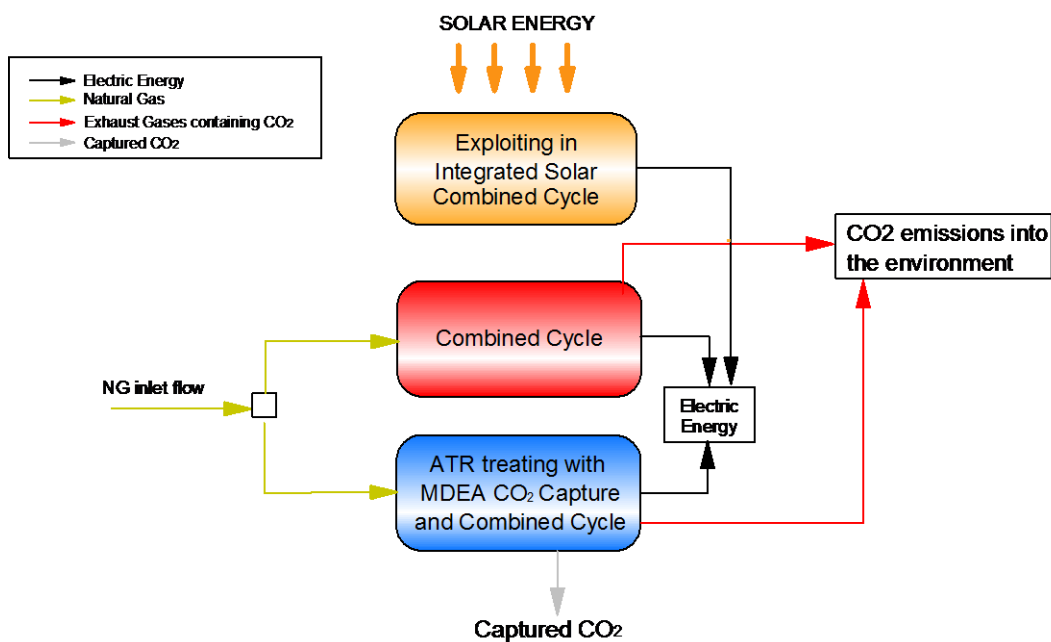 SOLAR ENERGY
Electric Energy
Natural Gas
Exhaust Gases containing CO₂
Captured CO₂
Exploiting in
Integrated Solar
Combined Cycle
CO2 emissions into
the environment
Combined Cycle
NG inlet flow
Electric
Energy
ATR treating with
MDEA CO₂ Capture
and Combined Cycle
Captured CO₂